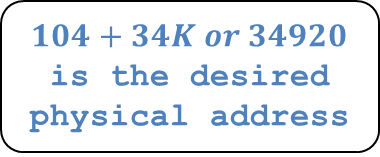 104 + 34K or 34920
is the desired
physical address